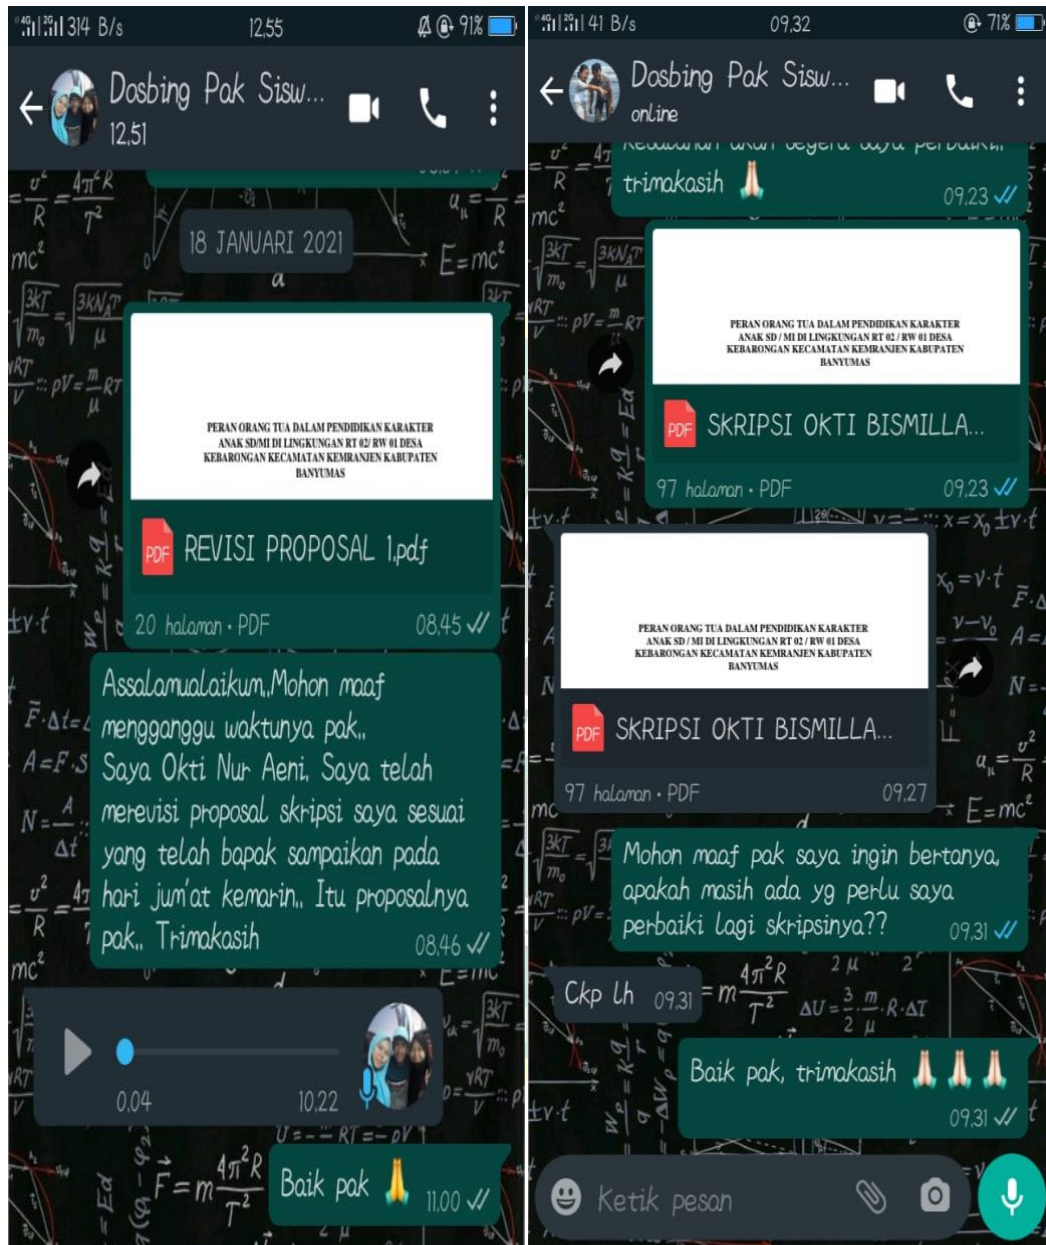 314 B/s 12.55 91%
Dosbing Pak Sisw...
12.51
18 JANUARI 2021
PERAN ORANG TUA DALAM PENDIDIKAN KARAKTER
ANAK SD/MI DI LINGKUNGAN RT 02/ RW 01 DESA
KEBARONGAN KECAMATAN KEMRANJEN KABUPATEN
BANYUMAS
PDF REVISI PROPOSAL 1.pdf
20 halaman • PDF 08.45
Assalamualaikum,.Mohon maaf
mengganggu waktunya pak,.
Saya Okti Nur Aeni. Saya telah
merevisi proposal skripsi saya sesuai
yang telah bapak sampaikan pada
hari jum'at kemarin.. Itu proposalnya
pak,. Trimakasih 08.46
0.04 10.22
Baik pak 🙏 11.00
41 B/s 09.32 71%
Dosbing Pak Sisw...
online
trimakasih 🙏🏻 09.23
PERAN ORANG TUA DALAM PENDIDIKAN KARAKTER
ANAK SD / MI DI LINGKUNGAN RT 02 / RW 01 DESA
KEBARONGAN KECAMATAN KEMRANJEN KABUPATEN
BANYUMAS
PDF SKRIPSI OKTI BISMILLA...
97 halaman • PDF 09.23
PERAN ORANG TUA DALAM PENDIDIKAN KARAKTER
ANAK SD / MI DI LINGKUNGAN RT 02 / RW 01 DESA
KEBARONGAN KECAMATAN KEMRANJEN KABUPATEN
BANYUMAS
PDF SKRIPSI OKTI BISMILLA...
97 halaman • PDF 09.27
Mohon maaf pak saya ingin bertanya,
apakah masih ada yg perlu saya
perbaiki lagi skripsinya?? 09.31
Ckp lh 09.31
Baik pak, trimakasih 🙏🏻🙏🏻🙏🏻
09.31
Ketik pesan